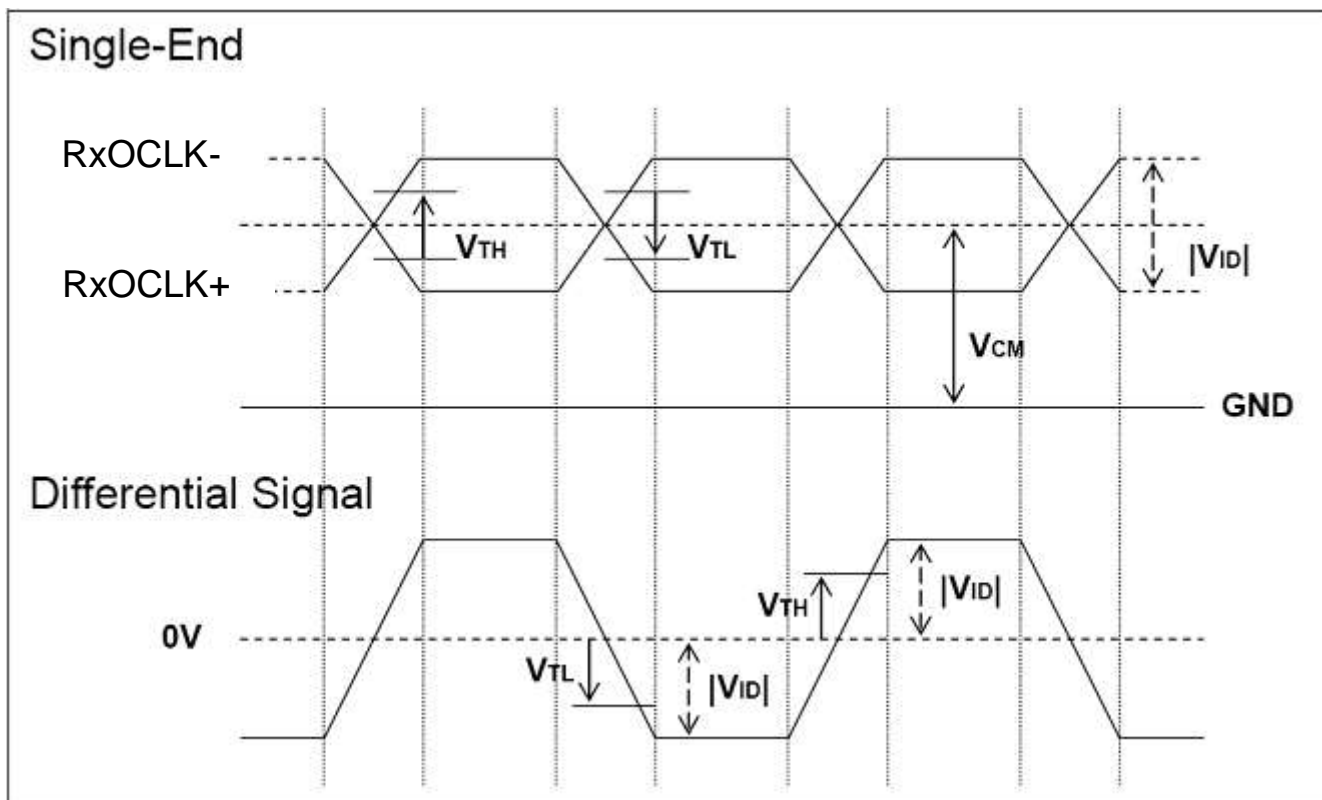 Single-End
RxOCLK-
VTH
VTL
|VID|
RxOCLK+
VCM
GND
Differential Signal
VTH
|VID|
0V
VTL
|VID|